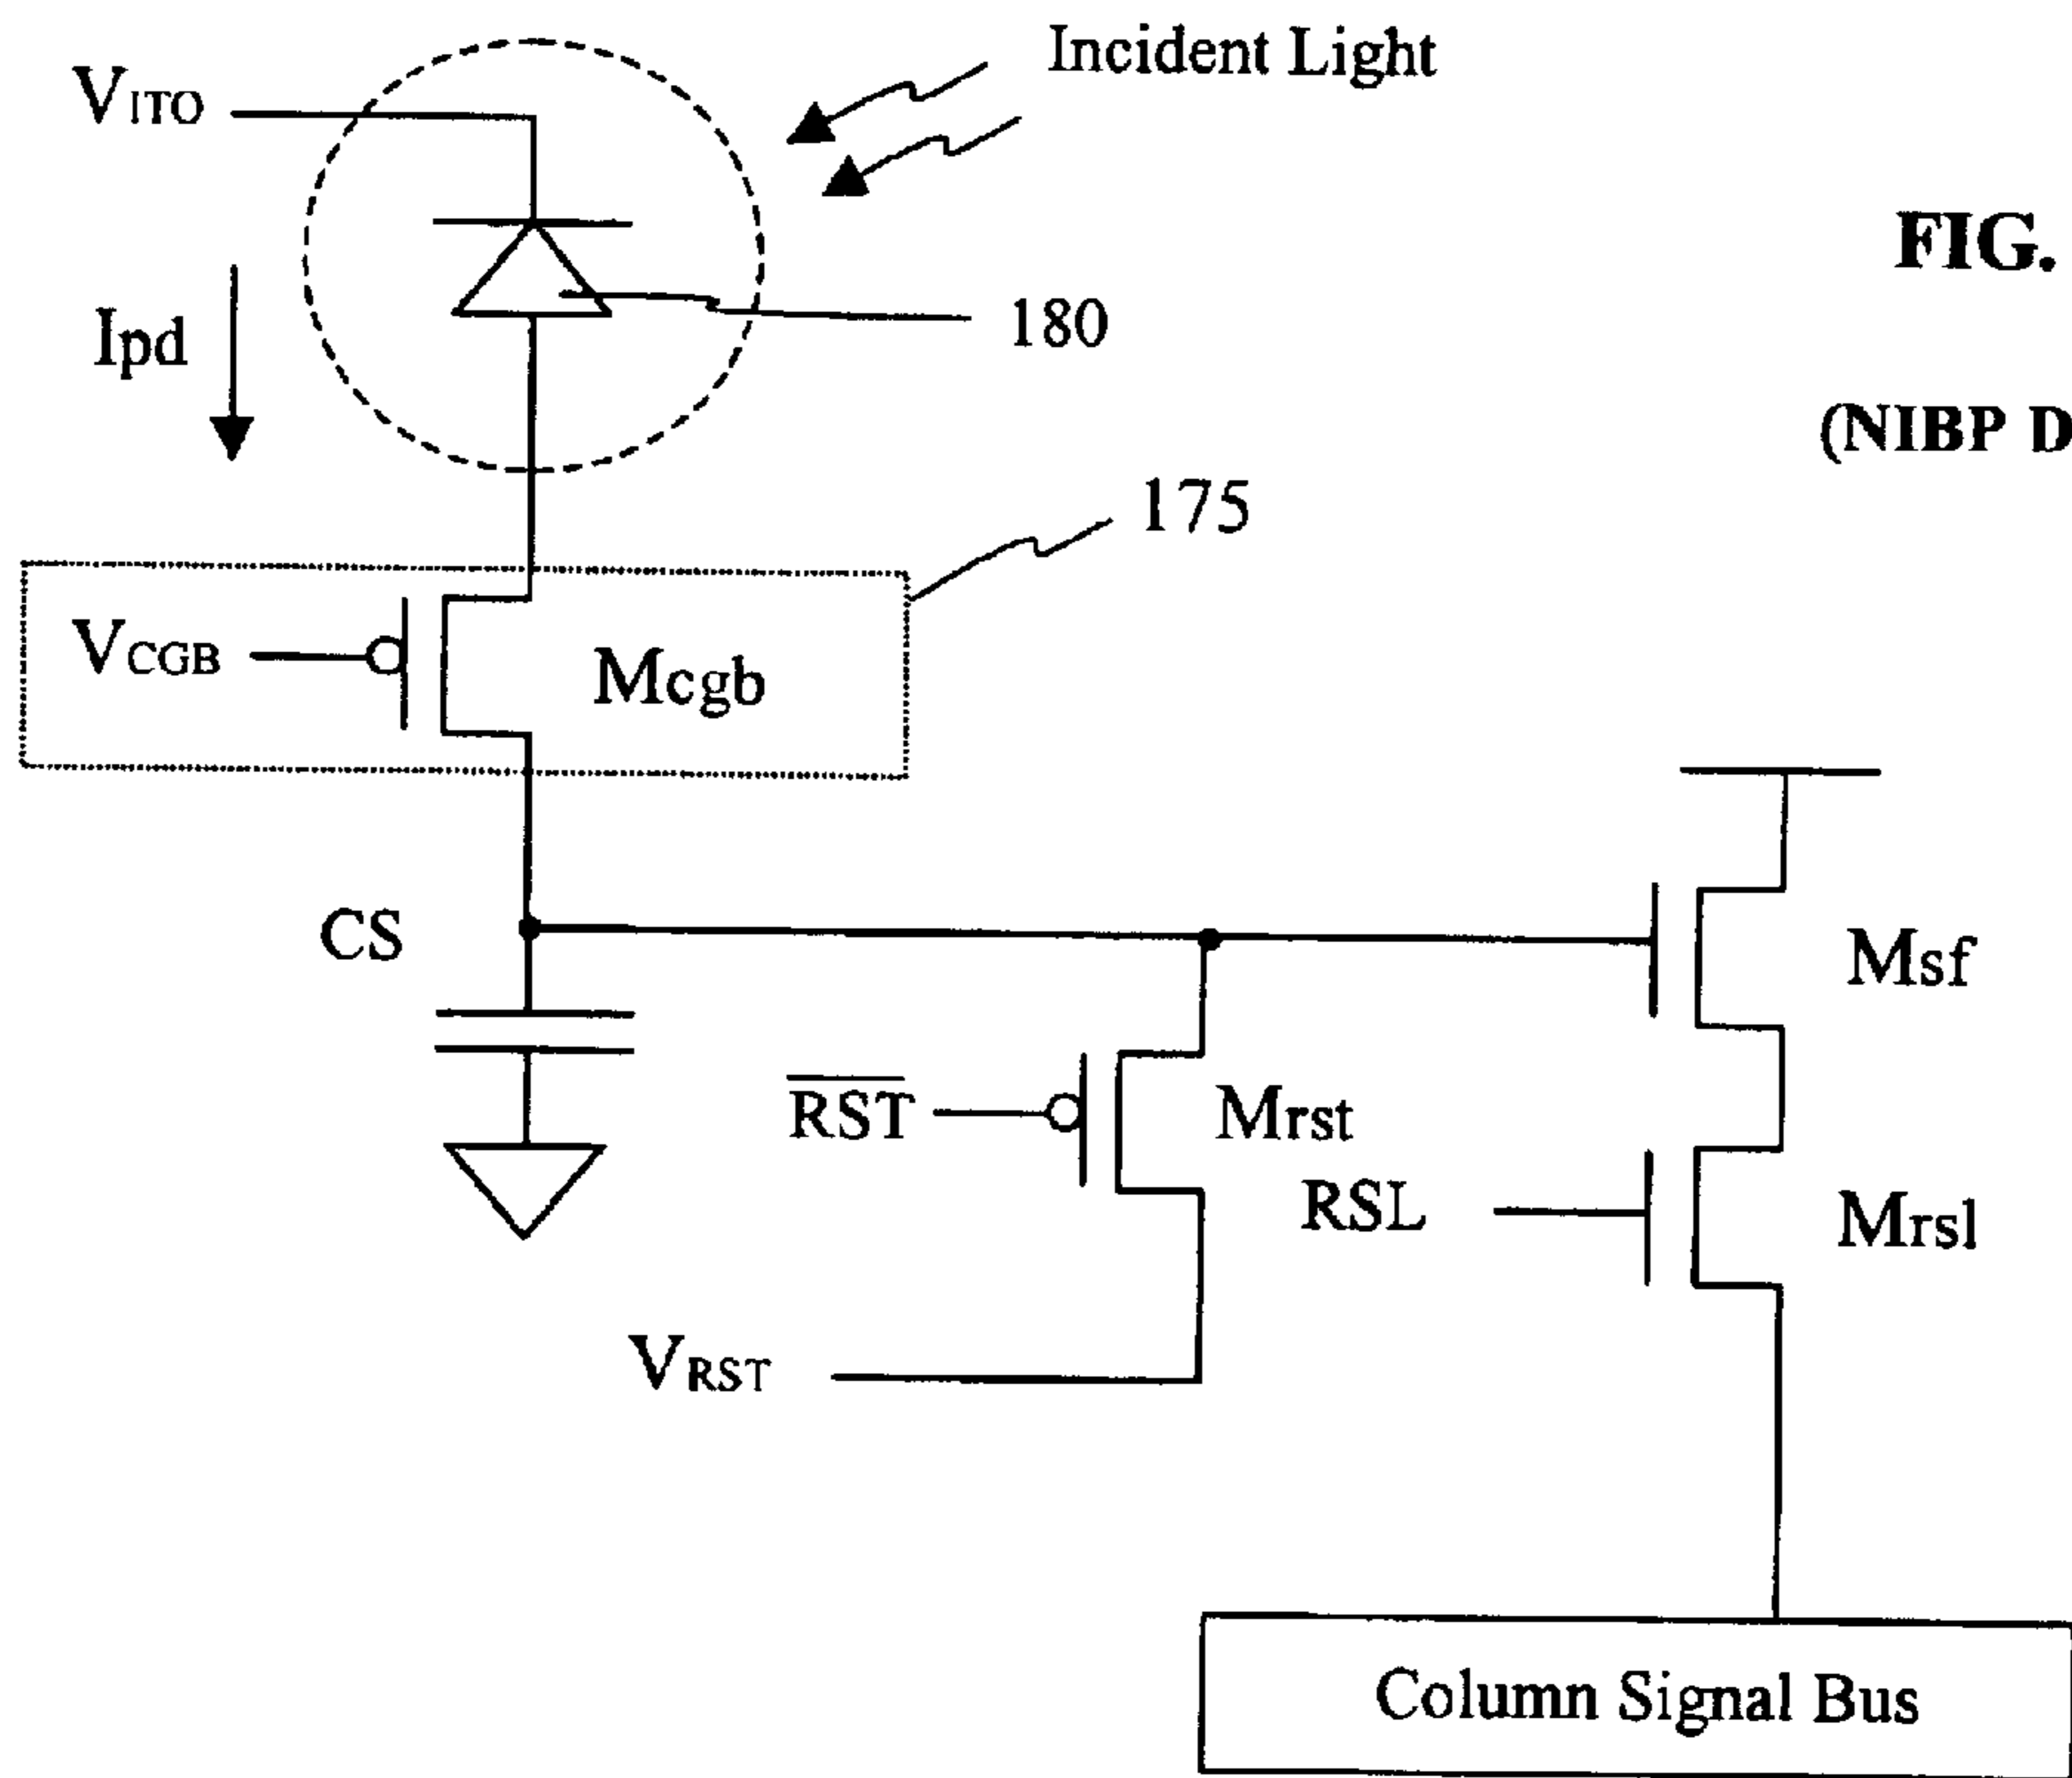 Incident Light
VITO
FIG.
180
Ipd
(NIBP D
175
VCGB
Mcgb
CS
Msf
RST
Mrst
RSL
Mrsl
VRST
Column Signal Bus